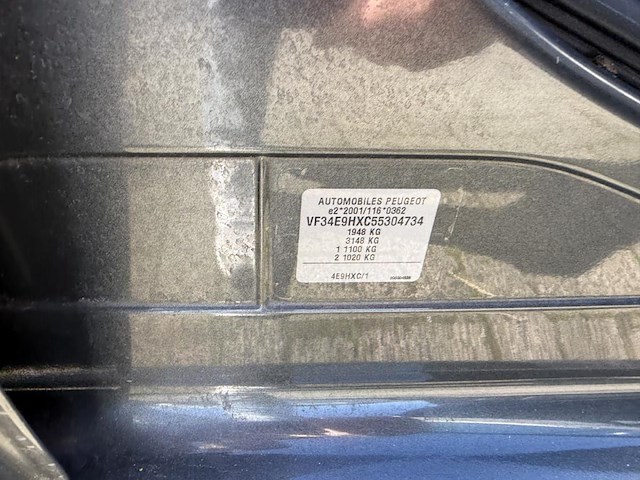 AUTOMOBILES PEUGEOT
e2*2001/116*0362
VF34E9HXC55304734
1948 KG
3148 KG
1 1100 KG
2 1020 KG
4E9HXC/1